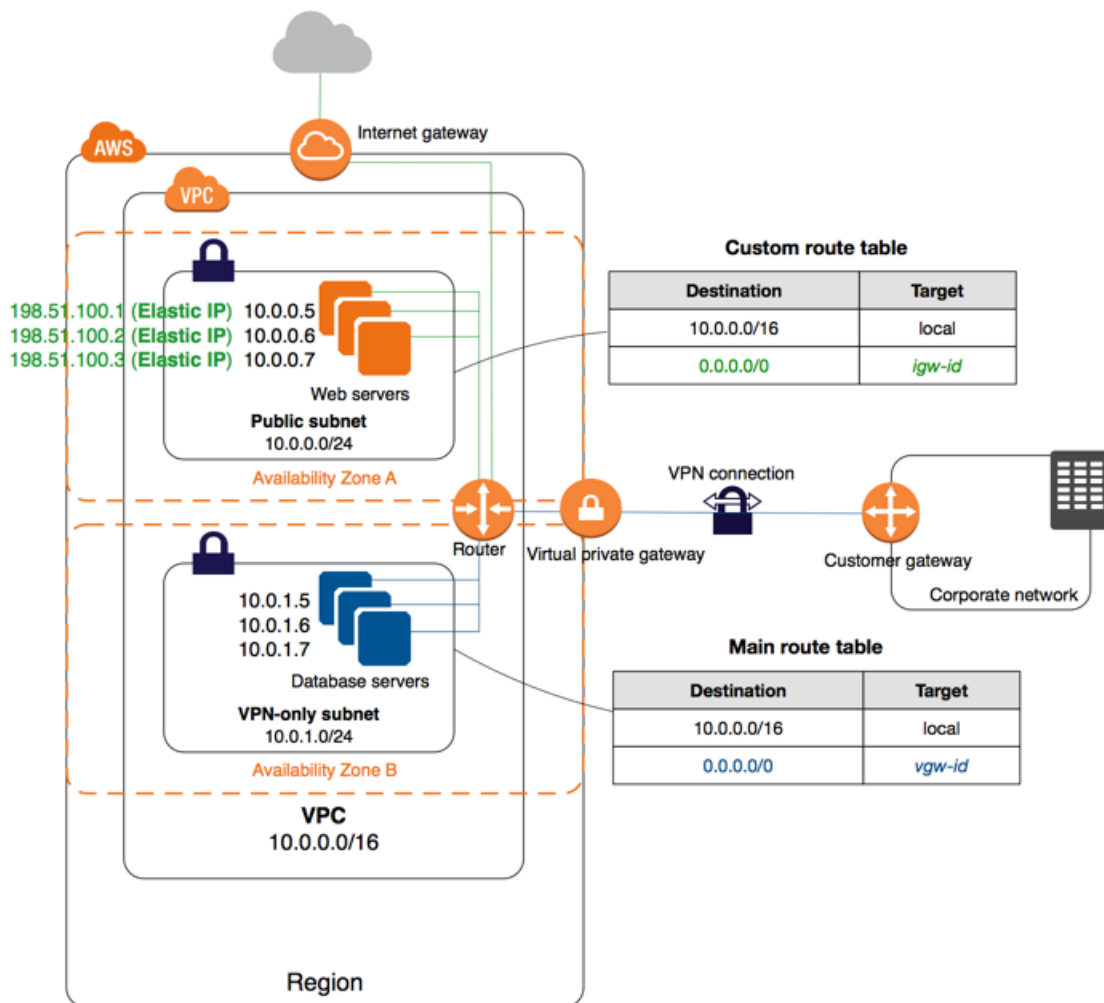 Internet gateway
AWS
VPC
198.51.100.1 (Elastic IP) 10.0.0.5
198.51.100.2 (Elastic IP) 10.0.0.6
198.51.100.3 (Elastic IP) 10.0.0.7
Web servers
Public subnet
10.0.0.0/24
Availability Zone A
Custom route table
Destination Target
10.0.0.0/16 local
0.0.0.0/0 igw-id
Router
Virtual private gateway
VPN connection
Customer gateway
Corporate network
10.0.1.5
10.0.1.6
10.0.1.7
Database servers
VPN-only subnet
10.0.1.0/24
Availability Zone B
Main route table
Destination Target
10.0.0.0/16 local
0.0.0.0/0 vgw-id
VPC
10.0.0.0/16
Region